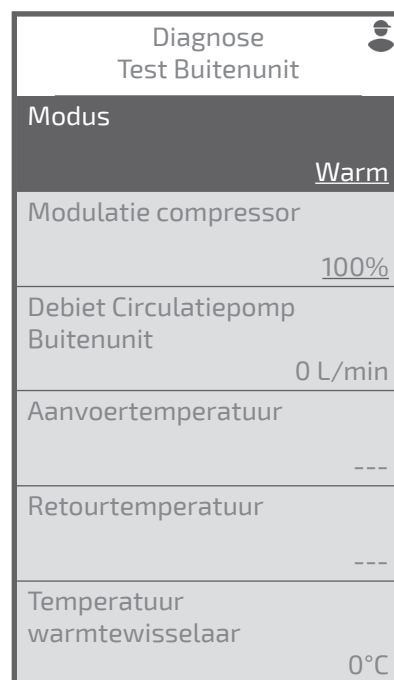 Diagnose
Test Buitenunit
Modus
Warm
Modulatie compressor
100%
Debiet Circulatiepomp
Buitenunit
0 L/min
Aanvoertemperatuur
---
Retourtemperatuur
---
Temperatuur
warmtewisselaar
0°C